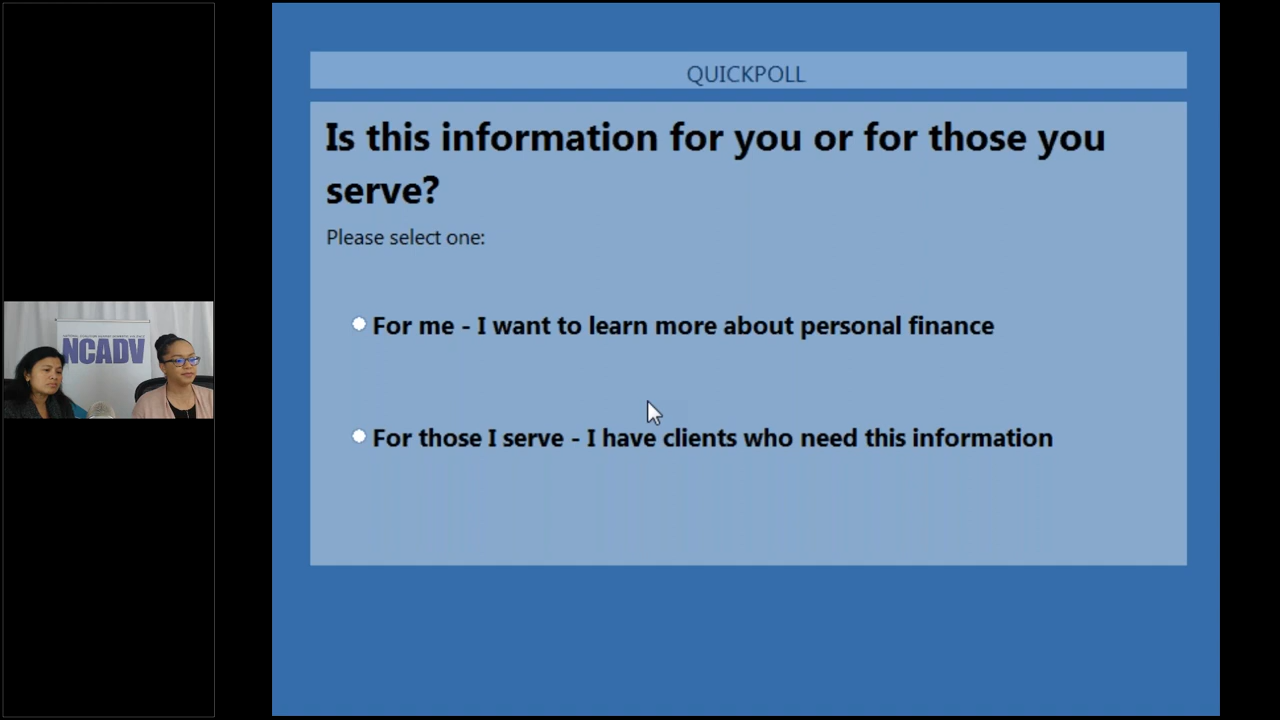 QUICKPOLL
Is this information for you or for those you
serve?
Please select one:
For me - I want to learn more about personal finance
For those I serve - I have clients who need this information
NCADV